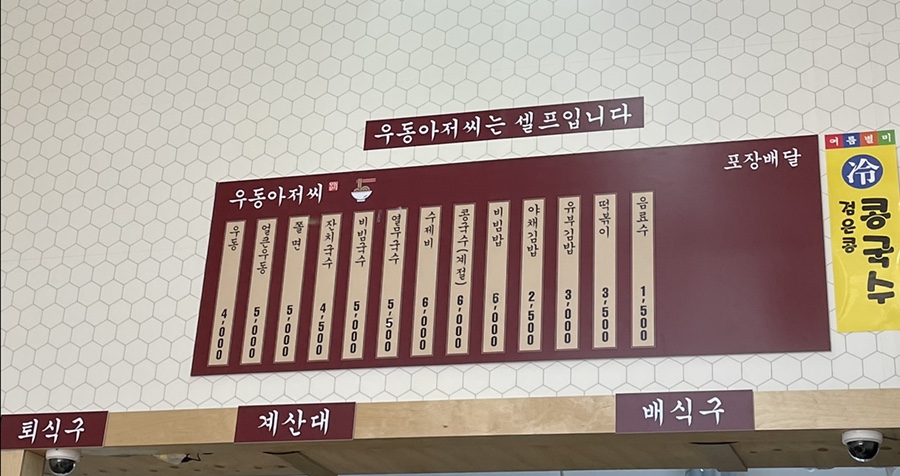 우동아저씨는 셀프입니다
우동아저씨
포장배달
우동 4,000
얼큰우동 5,000
쫄면 5,000
잔치국수 4,500
비빔국수 5,000
열무국수 5,500
수제비 6,000
콩국수(계절) 6,000
비빔밥 6,000
야채김밥 2,500
유부김밥 3,000
떡볶이 3,500
음료수 1,500
여름별미
冷
검은콩
콩국수
퇴식구
계산대
배식구